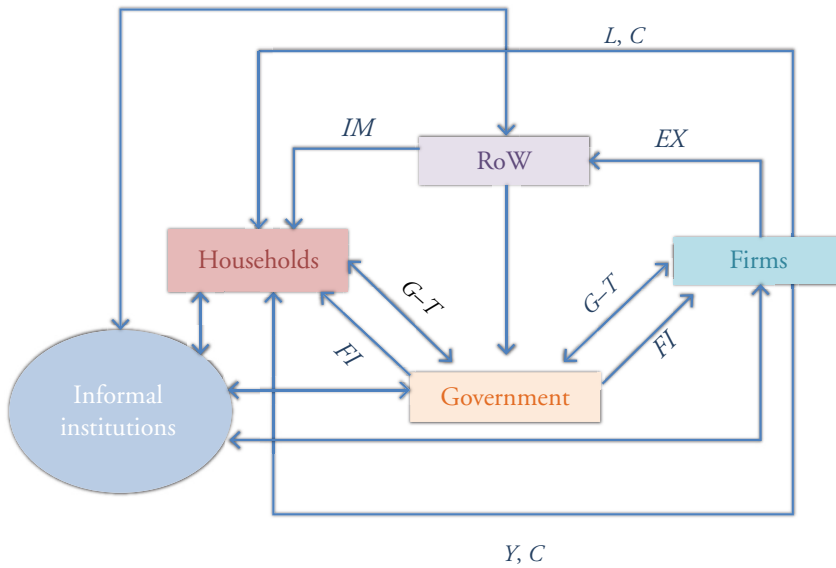 L, C
IM
EX
RoW
Households
Firms
G–T
G–T
FI
FI
Informal
institutions
Government
Y, C